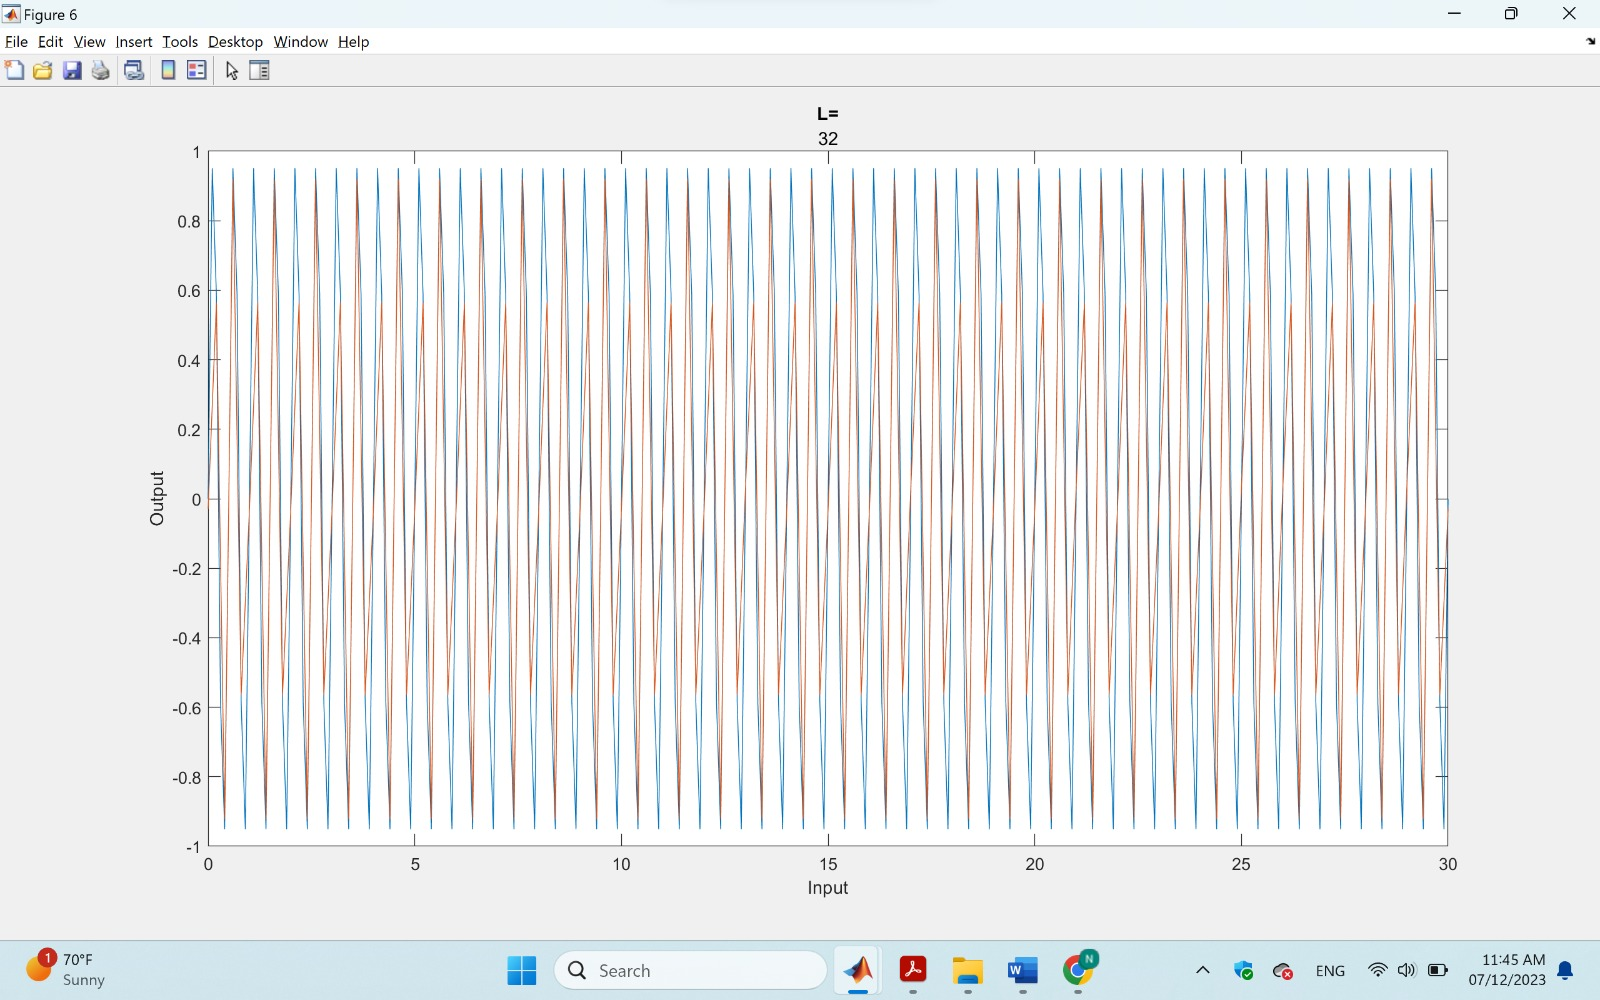 Figure 6
File Edit View Insert Tools Desktop Window Help
L=
32
1
0.8
0.6
0.4
0.2
0
-0.2
-0.4
-0.6
-0.8
-1
Output
0 5 10 15 20 25 30
Input
1
70°F
Sunny
Search
W
N
ENG
11:45 AM
07/12/2023